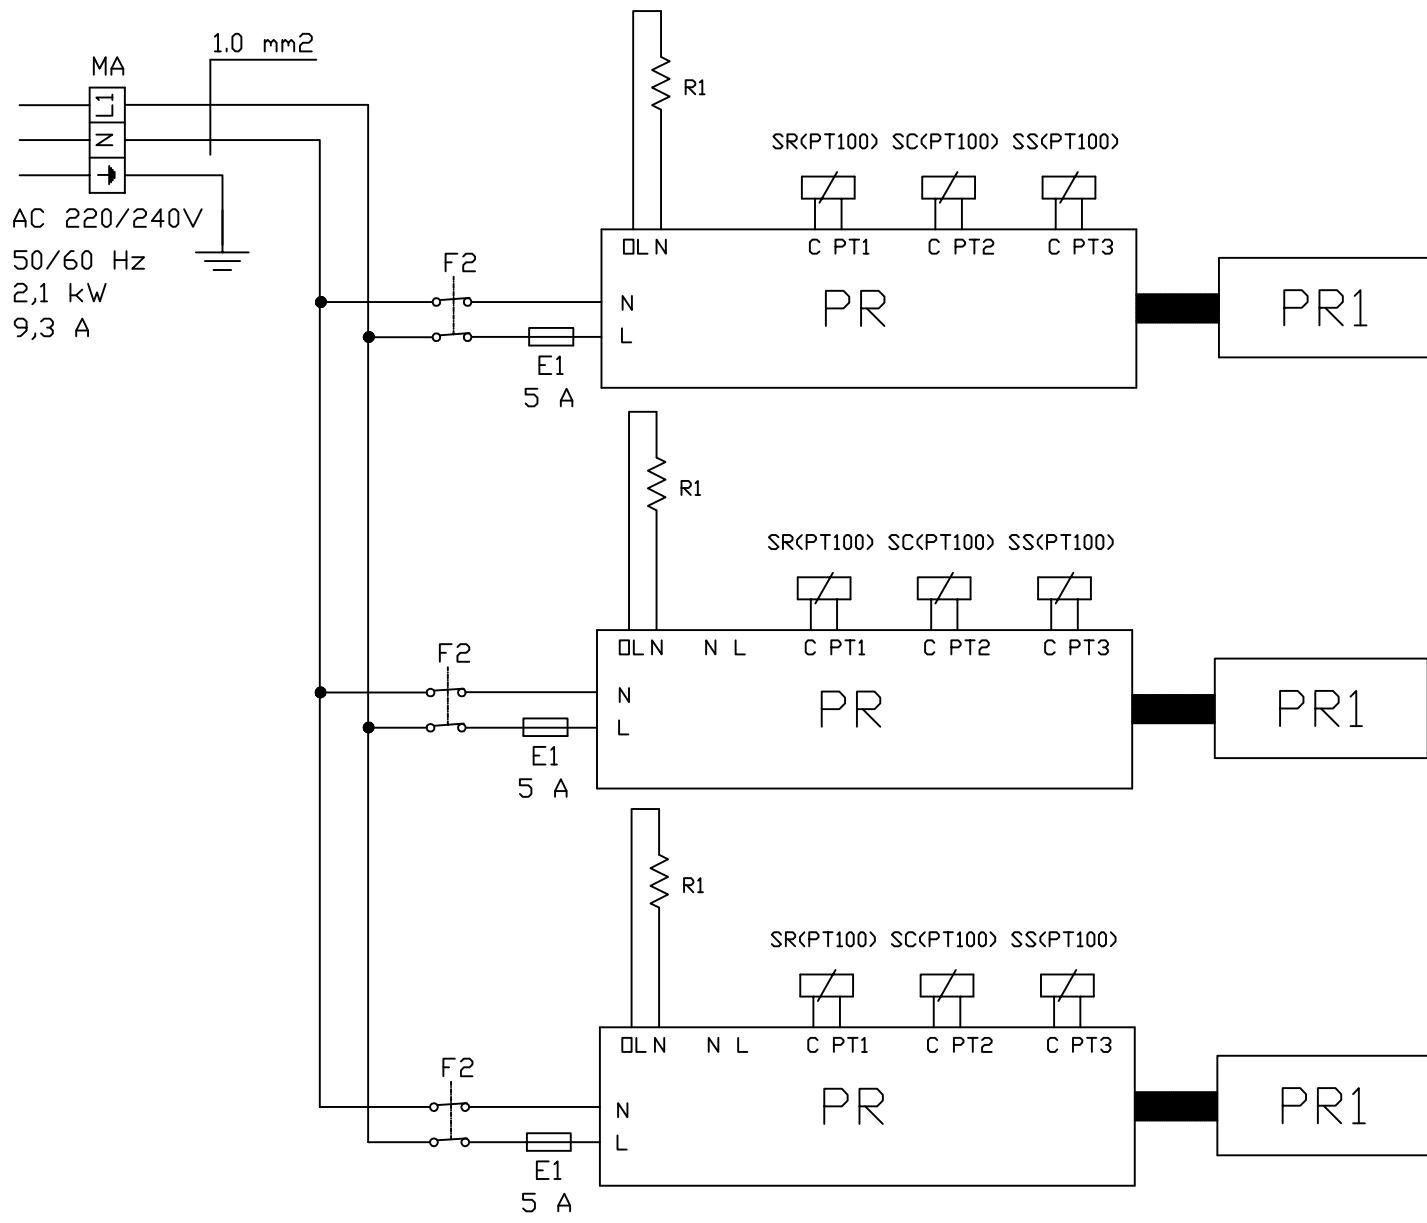 1.0 mm2
MA
L1
N
AC 220/240V
50/60 Hz
2,1 kW
9,3 A
R1
SR(PT100) SC(PT100) SS(PT100)
OL N C PT1 C PT2 C PT3
F2
N
L
PR
PR1
E1
5 A
R1
SR(PT100) SC(PT100) SS(PT100)
OL N N L C PT1 C PT2 C PT3
F2
N
L
PR
PR1
E1
5 A
R1
SR(PT100) SC(PT100) SS(PT100)
OL N N L C PT1 C PT2 C PT3
F2
N
L
PR
PR1
E1
5 A